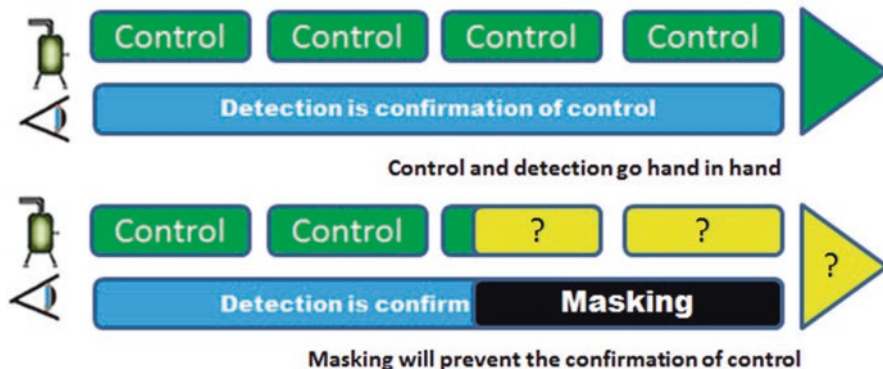 Control Control Control Control
Detection is confirmation of control
Control and detection go hand in hand
Control Control ? ? ?
Detection is confirm Masking
Masking will prevent the confirmation of control